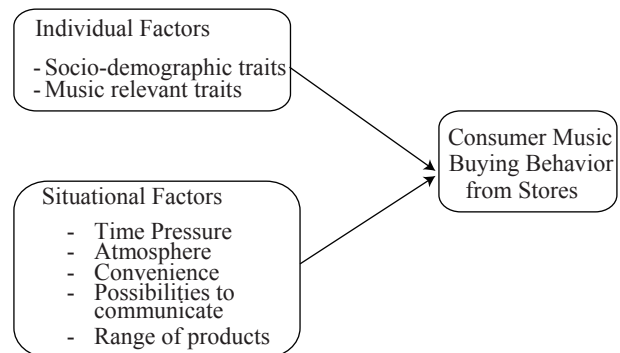 Individual Factors
- Socio-demographic traits
- Music relevant traits
Consumer Music
Buying Behavior
from Stores
Situational Factors
- Time Pressure
- Atmosphere
- Convenience
- Possibilities to
communicate
- Range of products